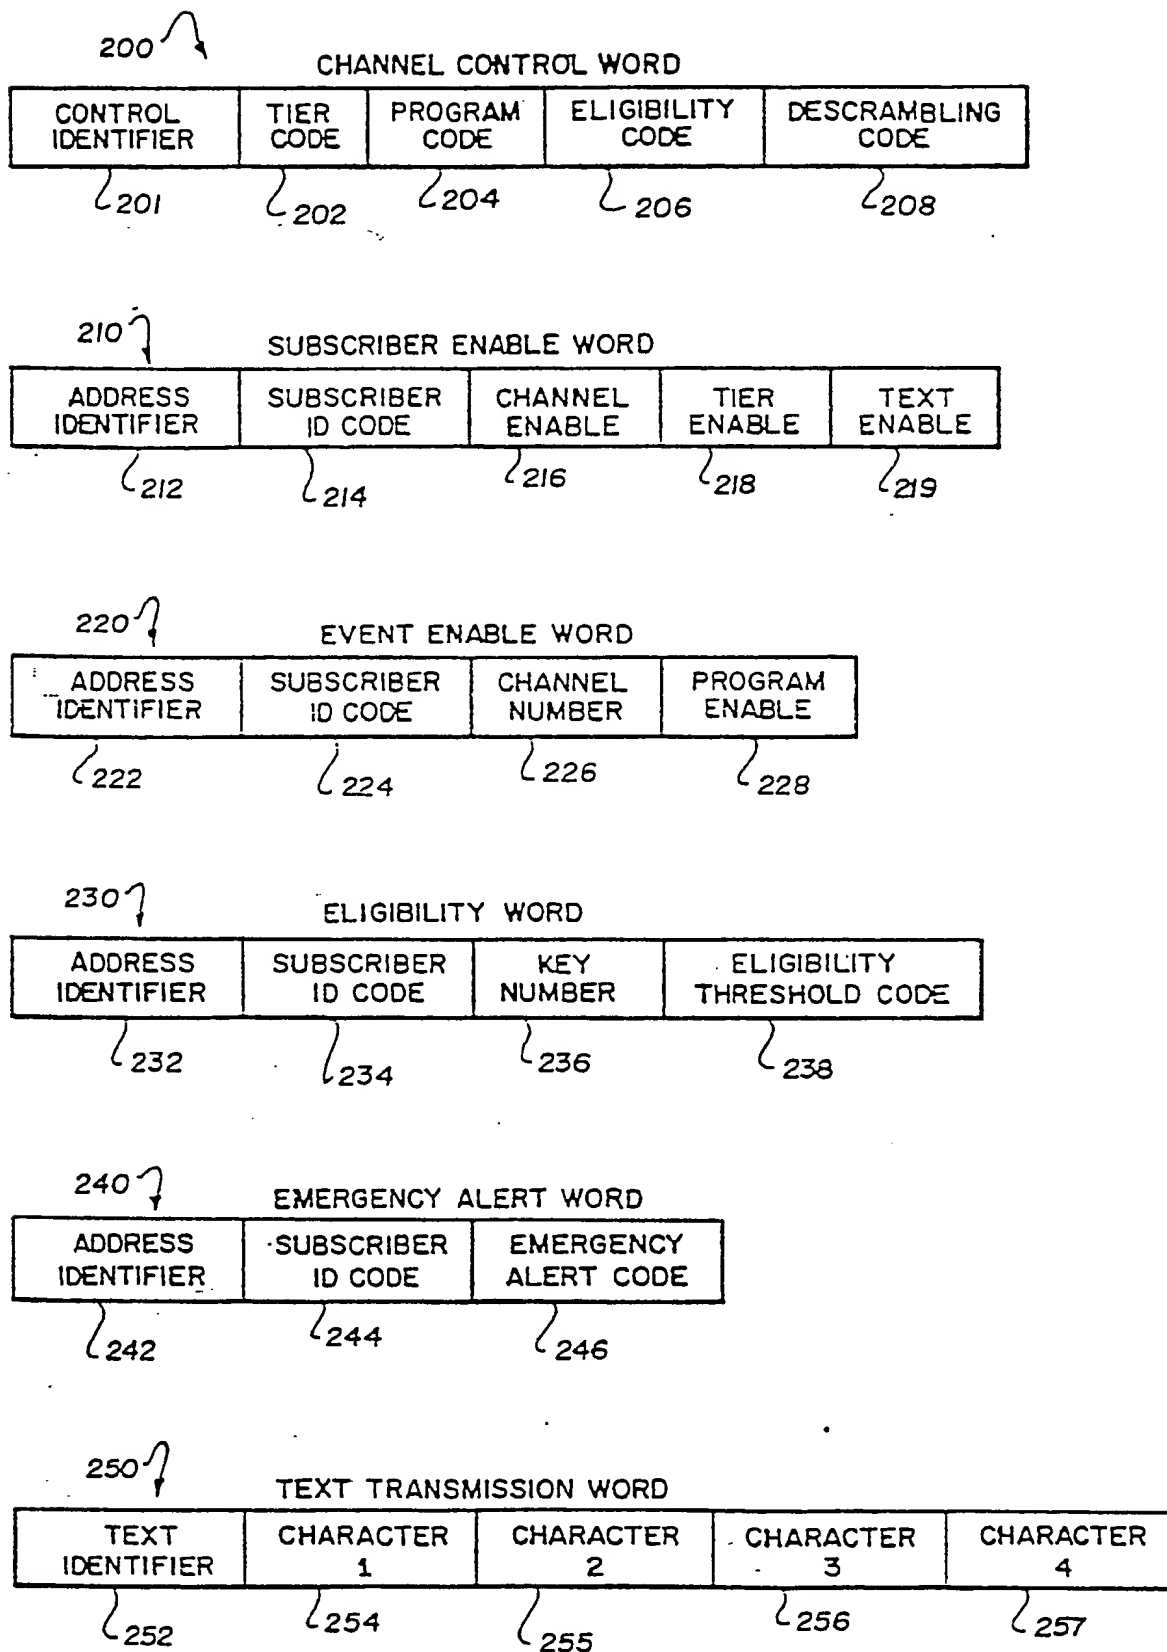 200
CHANNEL CONTROL WORD
CONTROL IDENTIFIER TIER CODE PROGRAM CODE ELIGIBILITY CODE DESCRAMBLING CODE
201 202 204 206 208
210
SUBSCRIBER ENABLE WORD
ADDRESS IDENTIFIER SUBSCRIBER ID CODE CHANNEL ENABLE TIER ENABLE TEXT ENABLE
212 214 216 218 219
220
EVENT ENABLE WORD
ADDRESS IDENTIFIER SUBSCRIBER ID CODE CHANNEL NUMBER PROGRAM ENABLE
222 224 226 228
230
ELIGIBILITY WORD
ADDRESS IDENTIFIER SUBSCRIBER ID CODE KEY NUMBER ELIGIBILITY THRESHOLD CODE
232 234 236 238
240
EMERGENCY ALERT WORD
ADDRESS IDENTIFIER SUBSCRIBER ID CODE EMERGENCY ALERT CODE
242 244 246
250
TEXT TRANSMISSION WORD
TEXT IDENTIFIER CHARACTER 1 CHARACTER 2 CHARACTER 3 CHARACTER 4
252 254 255 256 257